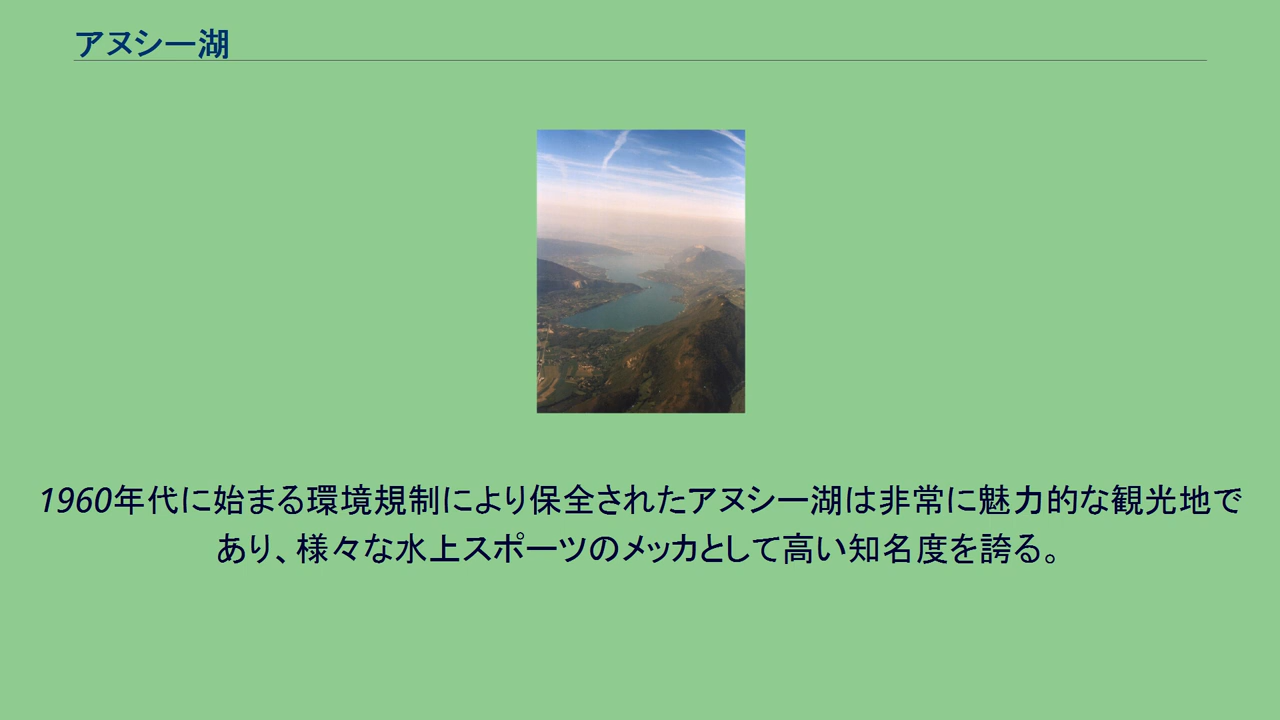 アヌシー湖
1960年代に始まる環境規制により保全されたアヌシー湖は非常に魅力的な観光地で
あり、様々な水上スポーツのメッカとして高い知名度を誇る。